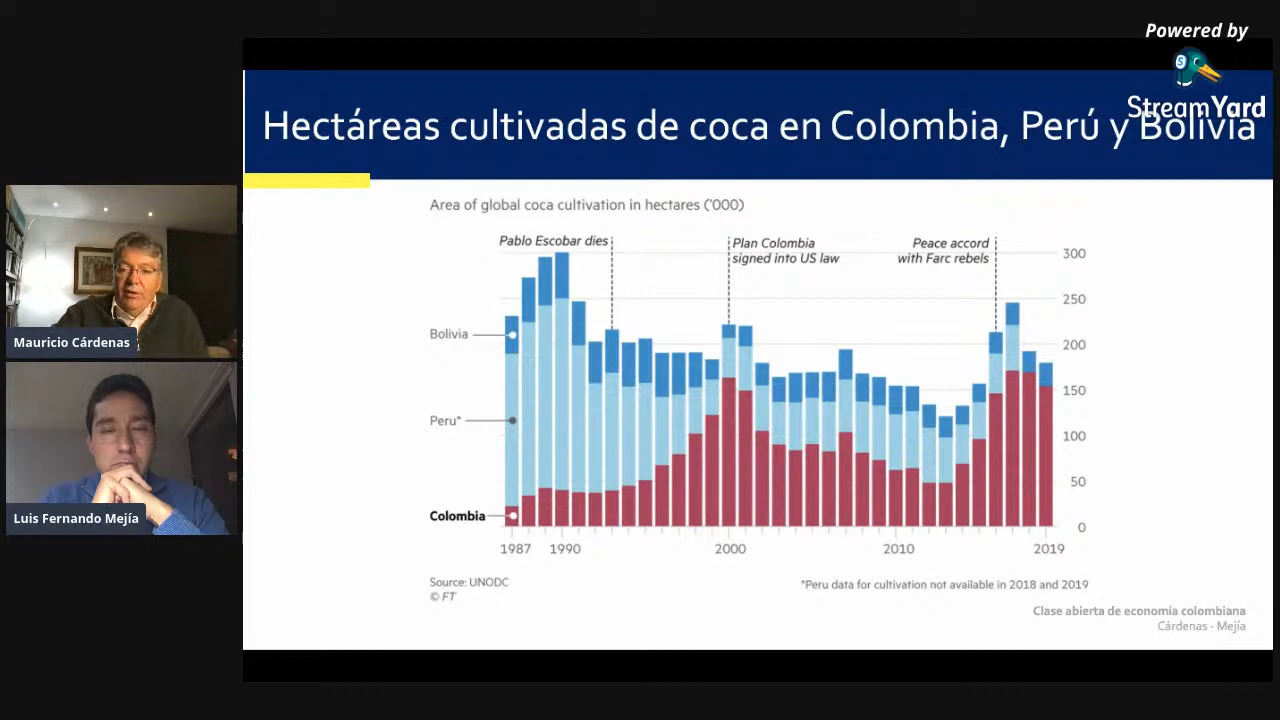 Powered by
StreamYard
Hectáreas cultivadas de coca en Colombia, Perú y Bolivia
Area of global coca cultivation in hectares ('000)
Pablo Escobar dies
Plan Colombia
signed into US law
Peace accord
with Farc rebels
300
250
200
150
100
50
0
Bolivia
Peru*
Colombia
1987 1990 2000 2010 2019
Source: UNODC
© FT
*Peru data for cultivation not available in 2018 and 2019
Clase abierta de economía colombiana
Cárdenas - Mejía
Mauricio Cárdenas
Luis Fernando Mejía